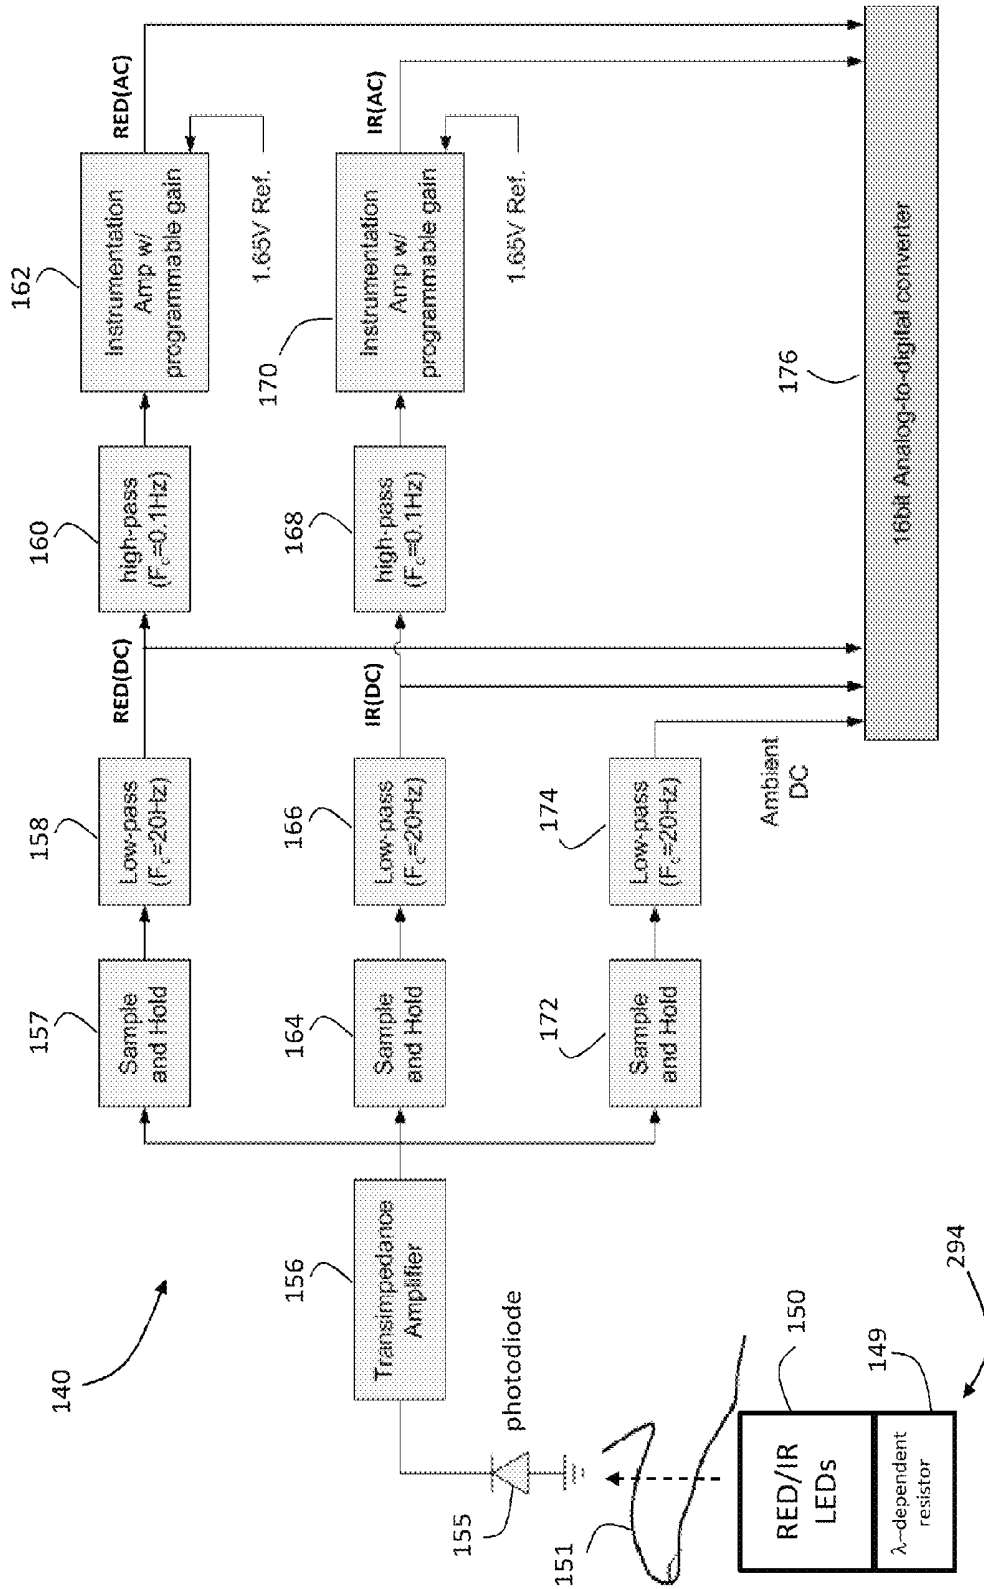 140
RED/IR
LEDs
λ-dependent
resistor
150
149
294
151
155
photodiode
156
Transimpedance
Amplifier
157
Sample
and Hold
158
Low-pass
(Fc=20Hz)
RED(DC)
160
high-pass
(Fc=0.1Hz)
162
Instrumentation
Amp w/
programmable gain
1.65V Ref.
RED(AC)
164
Sample
and Hold
166
Low-pass
(Fc=20Hz)
IR(DC)
168
high-pass
(Fc=0.1Hz)
170
Instrumentation
Amp w/
programmable gain
1.65V Ref.
IR(AC)
172
Sample
and Hold
174
Low-pass
(Fc=20Hz)
Ambient
DC
176
16bit Analog-to-digital converter